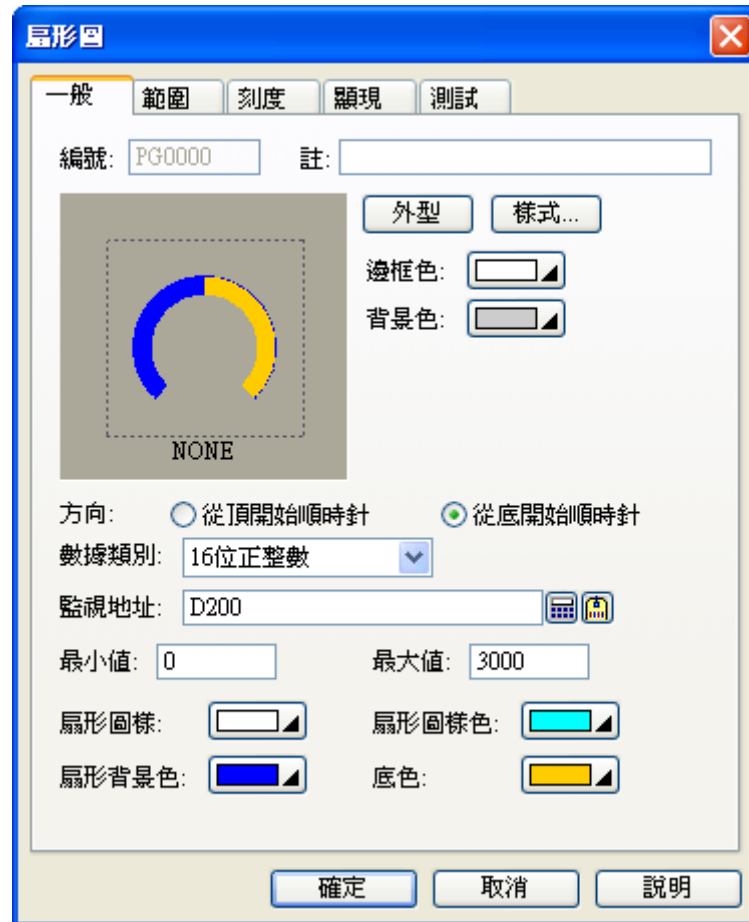 扇形圖
一般 範圍 刻度 顯現 測試
編號: PG0000 註:
外型 樣式...
邊框色:
背景色:
NONE
方向: 從頂開始順時針 從底開始順時針
數據類別: 16位正整數
監視地址: D200
最小值: 0 最大值: 3000
扇形圖樣: 扇形圖樣色:
扇形背景色: 底色:
確定 取消 說明